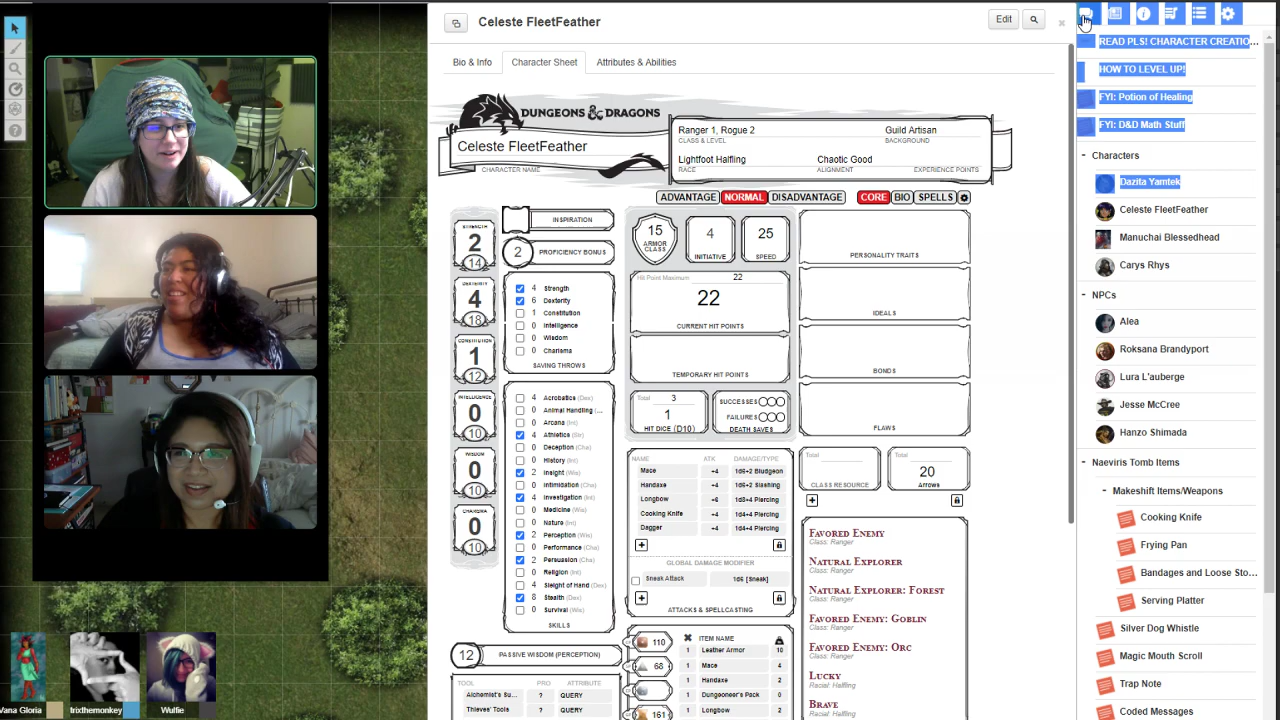 Celeste FleetFeather
Edit
Bio & Info
Character Sheet
Attributes & Abilities
DUNGEONS & DRAGONS
Celeste FleetFeather
CHARACTER NAME
Ranger 1, Rogue 2
Guild Artisan
CLASS & LEVEL
BACKGROUND
Lightfoot Halfling
Chaotic Good
RACE
ALIGNMENT
EXPERIENCE POINTS
ADVANTAGE
NORMAL
DISADVANTAGE
CORE
BIO
SPELLS
STRENGTH
2
14
DEXTERITY
4
18
CONSTITUTION
1
12
INTELLIGENCE
0
10
WISDOM
0
10
CHARISMA
0
10
INSPIRATION
2
PROFICIENCY BONUS
4 Strength
6 Dexterity
1 Constitution
0 Intelligence
0 Wisdom
0 Charisma
SAVING THROWS
4 Acrobatics (Dex)
0 Animal Handling (...
0 Arcana (Int)
4 Athletics (Str)
0 Deception (Cha)
0 History (Int)
2 Insight (Wis)
0 Intimidation (Cha)
4 Investigation (Int)
0 Medicine (Wis)
0 Nature (Int)
2 Perception (Wis)
0 Performance (Cha)
2 Persuasion (Cha)
0 Religion (Int)
4 Sleight of Hand (Dex)
8 Stealth (Dex)
0 Survival (Wis)
SKILLS
12
PASSIVE WISDOM (PERCEPTION)
TOOL PRO ATTRIBUTE
Alchemist's Su... ? QUERY
Thieves' Tools ? QUERY
15
ARMOR
CLASS
4
INITIATIVE
25
SPEED
Hit Point Maximum 22
22
CURRENT HIT POINTS
TEMPORARY HIT POINTS
Total 3
1
HIT DICE (D10)
SUCCESSES
FAILURES
DEATH SAVES
NAME ATK DAMAGE/TYPE
Mace +4 1d6+2 Bludgeon
Handaxe +4 1d6+2 Slashing
Longbow +6 1d8+4 Piercing
Cooking Knife +4 1d4+4 Piercing
Dagger +4 1d4+4 Piercing
GLOBAL DAMAGE MODIFIER
Sneak Attack 1d6 [Sneak]
ATTACKS & SPELLCASTING
110
68
161
ITEM NAME
1 Leather Armor 10
1 Mace 4
1 Handaxe 2
1 Dungeoneer's Pack 0
1 Longbow 2
PERSONALITY TRAITS
IDEALS
BONDS
FLAWS
Total
CLASS RESOURCE
Total
20
Arrows
FAVORED ENEMY
Class: Ranger
NATURAL EXPLORER
Class: Ranger
NATURAL EXPLORER: FOREST
Class: Ranger
FAVORED ENEMY: GOBLIN
Class: Ranger
FAVORED ENEMY: ORC
Class: Ranger
LUCKY
Racial: Halfling
BRAVE
Racial: Halfling
READ PLS! CHARACTER CREATIO...
HOW TO LEVEL UP!
FYI: Potion of Healing
FYI: D&D Math Stuff
Characters
Dazita Yamtek
Celeste FleetFeather
Manuchai Blessedhead
Carys Rhys
NPCs
Alea
Roksana Brandyport
Lura L'auberge
Jesse McCree
Hanzo Shimada
Naeviris Tomb Items
Makeshift Items/Weapons
Cooking Knife
Frying Pan
Bandages and Loose Sto...
Serving Platter
Silver Dog Whistle
Magic Mouth Scroll
Trap Note
Coded Messages
Vana Gloria
trixthemonkey
Wulfie